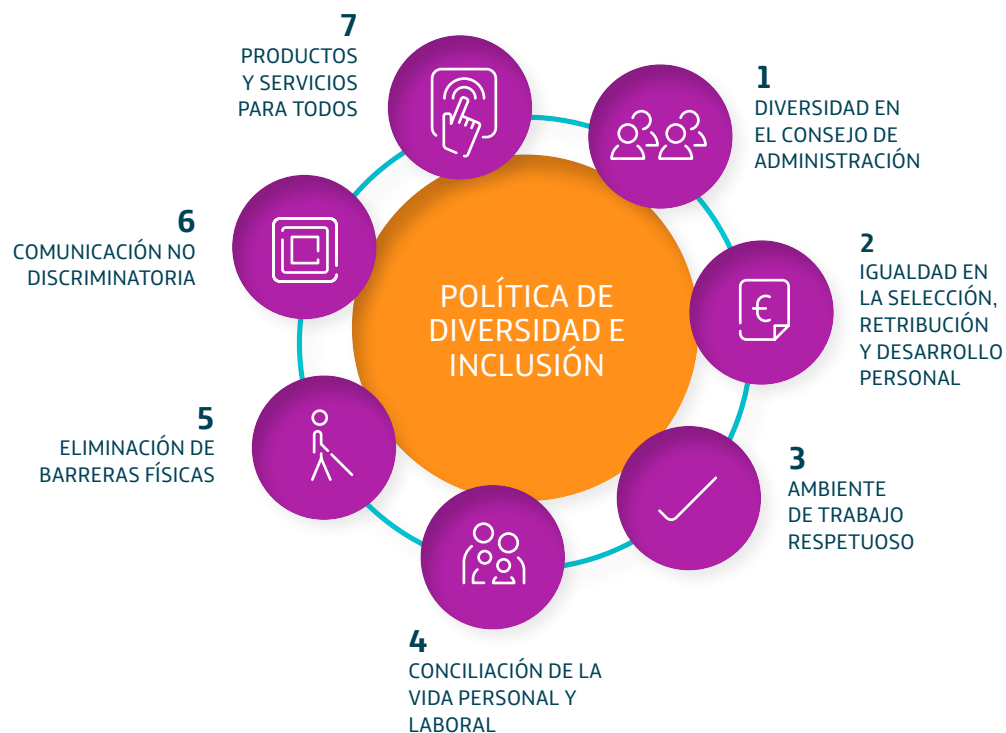 POLÍTICA DE
DIVERSIDAD E
INCLUSIÓN
1
DIVERSIDAD EN
EL CONSEJO DE
ADMINISTRACIÓN
2
IGUALDAD EN
LA SELECCIÓN,
RETRIBUCIÓN
Y DESARROLLO
PERSONAL
€
3
AMBIENTE
DE TRABAJO
RESPETUOSO
4
CONCILIACIÓN DE LA
VIDA PERSONAL Y
LABORAL
5
ELIMINACIÓN DE
BARRERAS FÍSICAS
6
COMUNICACIÓN NO
DISCRIMINATORIA
7
PRODUCTOS
Y SERVICIOS
PARA TODOS